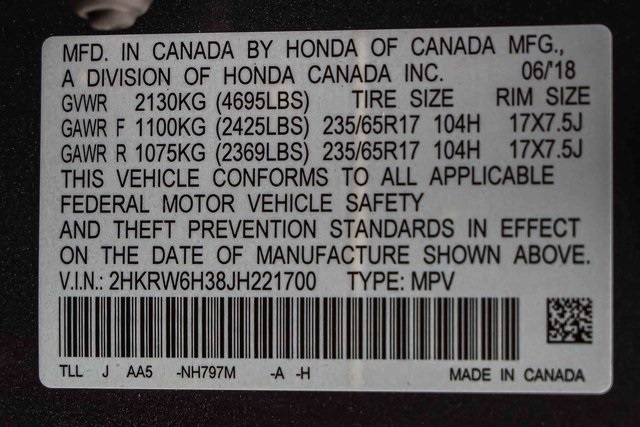 MFD. IN CANADA BY HONDA OF CANADA MFG.,
A DIVISION OF HONDA CANADA INC. 06/'18
GVWR 2130KG (4695LBS) TIRE SIZE RIM SIZE
GAWR F 1100KG (2425LBS) 235/65R17 104H 17X7.5J
GAWR R 1075KG (2369LBS) 235/65R17 104H 17X7.5J
THIS VEHICLE CONFORMS TO ALL APPLICABLE
FEDERAL MOTOR VEHICLE SAFETY
AND THEFT PREVENTION STANDARDS IN EFFECT
ON THE DATE OF MANUFACTURE SHOWN ABOVE.
V.I.N.: 2HKRW6H38JH221700 TYPE: MPV
TLL J AA5 -NH797M -A -H MADE IN CANADA